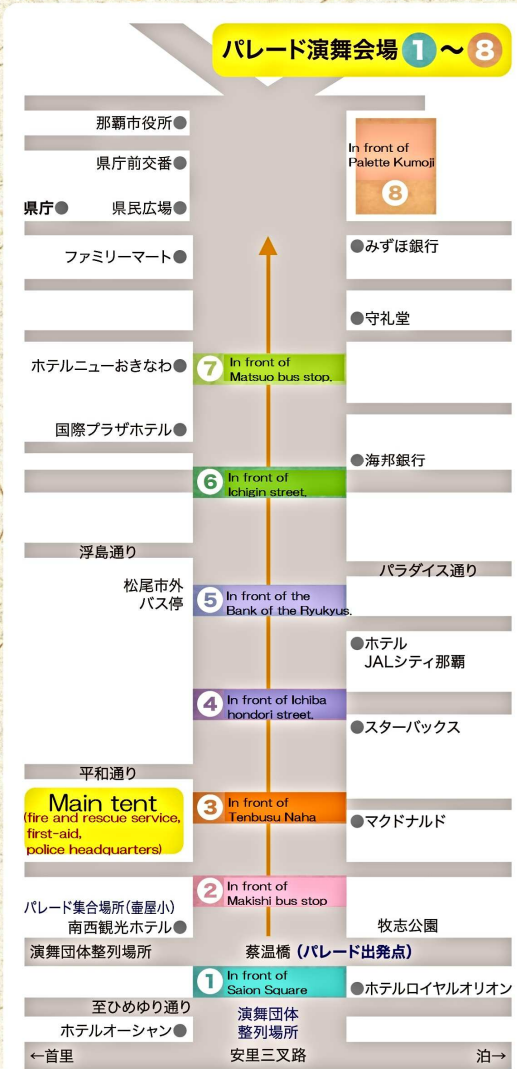 パレード演舞会場 1 〜 8
那覇市役所
県庁前交番
県庁 県民広場
In front of
Palette Kumoji
8
ファミリーマート
みずほ銀行
守礼堂
ホテルニューおきなわ
7 In front of
Matsuo bus stop.
国際プラザホテル
海邦銀行
6 In front of
Ichigin street.
浮島通り
パラダイス通り
松尾市外
バス停
5 In front of the
Bank of the Ryukyus.
ホテル
JALシティ那覇
4 In front of Ichiba
hondori street.
スターバックス
平和通り
Main tent
(fire and rescue service,
first-aid,
police headquarters)
3 In front of
Tenbusu Naha
マクドナルド
2 In front of
Makishi bus stop
パレード集合場所(壷屋小)
南西観光ホテル
牧志公園
演舞団体整列場所
蔡温橋 (パレード出発点)
1 In front of
Saion Square
ホテルロイヤルオリオン
至ひめゆり通り
演舞団体
整列場所
ホテルオーシャン
←首里
安里三叉路
泊→